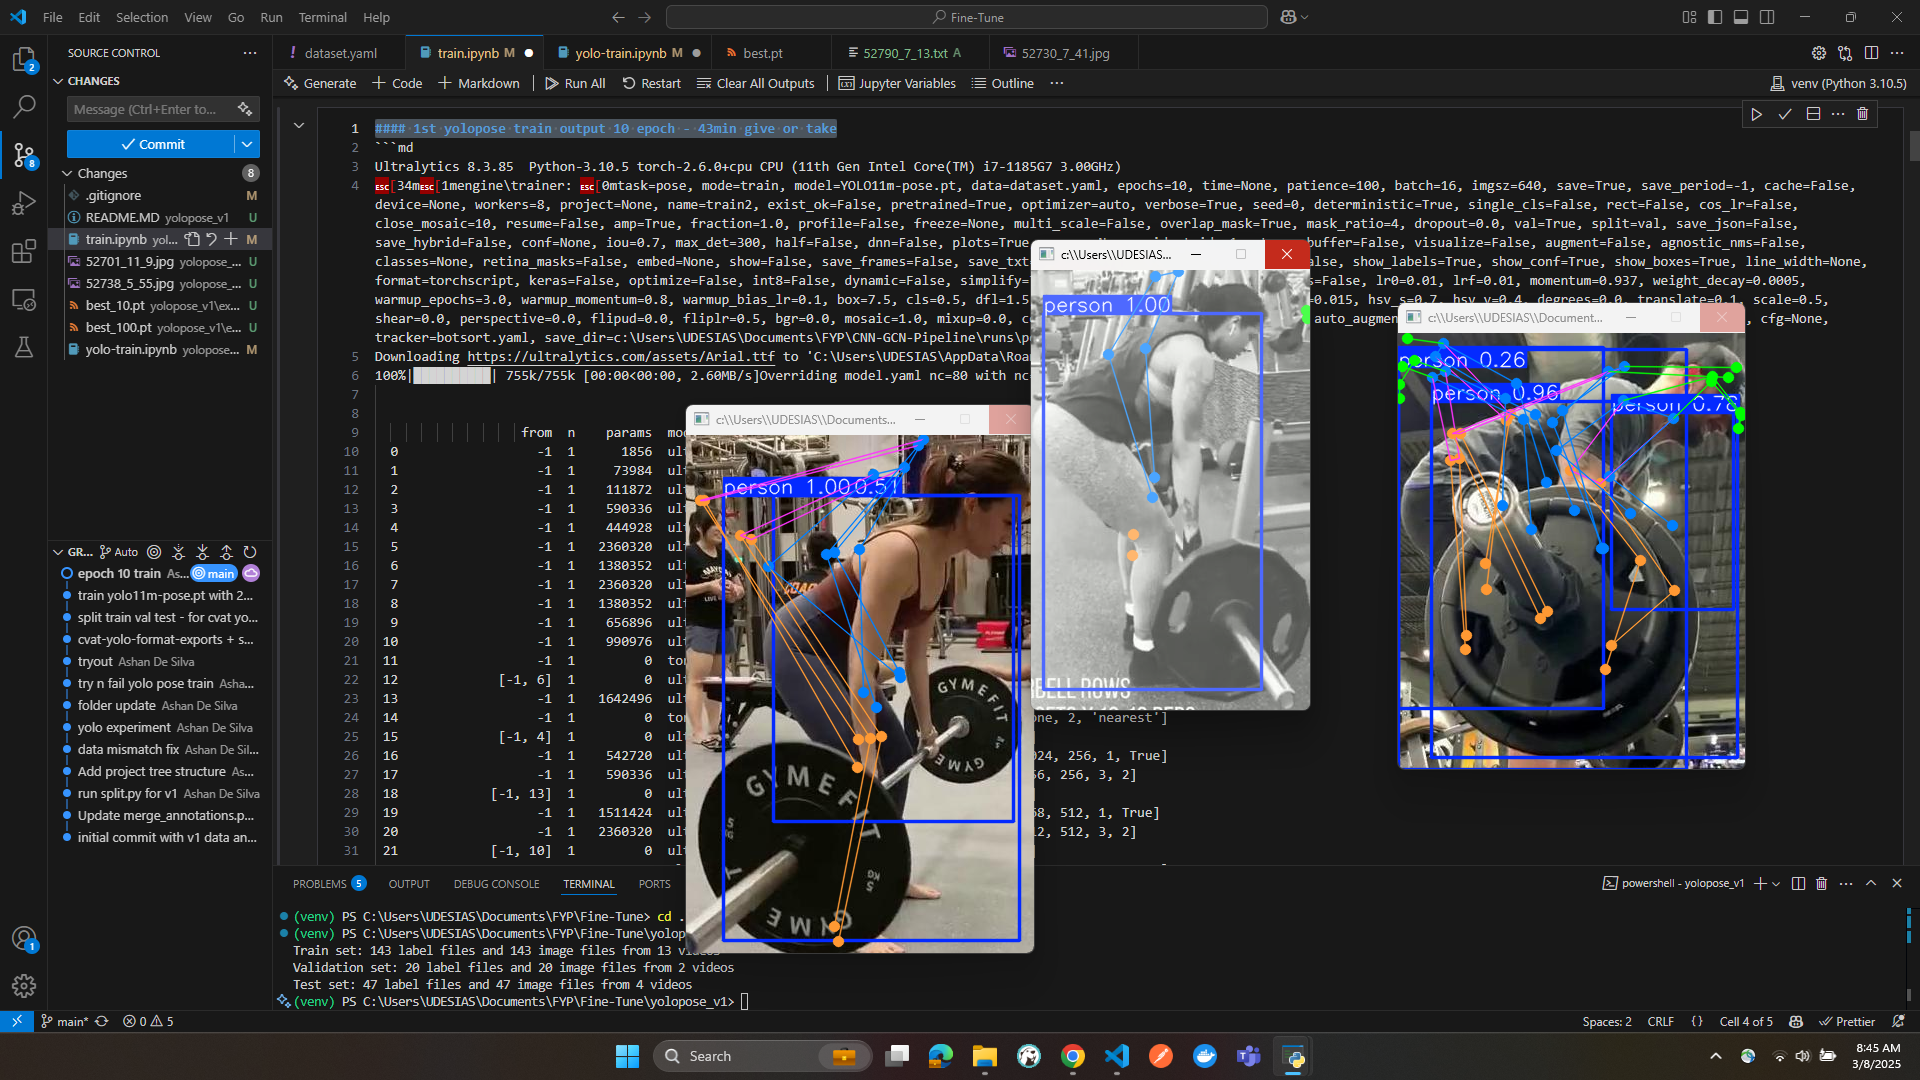 File Edit Selection View Go Run Terminal Help
Fine-Tune
SOURCE CONTROL
dataset.yaml
train.ipynb M
yolo-train.ipynb M
best.pt
52790_7_13.txt A
52730_7_41.jpg
Generate + Code + Markdown Run All Restart Clear All Outputs Jupyter Variables Outline ...
venv (Python 3.10.5)
CHANGES
Message (Ctrl+Enter to...
Commit
Changes 8
.gitignore M
README.MD yolopose_v1 U
train.ipynb yol... M
52701_11_9.jpg yolopose_... U
52738_5_55.jpg yolopose_... U
best_10.pt yolopose_v1\ex... U
best_100.pt yolopose_v1\e... U
yolo-train.ipynb yolopose... M
GR... Auto
epoch 10 train As... main
train yolo11m-pose.pt with 2...
split train val test - for cvat yo...
cvat-yolo-format-exports + s...
tryout Ashan De Silva
try n fail yolo pose train Asha...
folder update Ashan De Silva
yolo experiment Ashan De Silva
data mismatch fix Ashan De Sil...
Add project tree structure As...
run split.py for v1 Ashan De Silva
Update merge_annotations.p...
initial commit with v1 data an...
1 #### 1st yolopose train output 10 epoch - 43min give or take
2 ```md
3 Ultralytics 8.3.85 Python-3.10.5 torch-2.6.0+cpu CPU (11th Gen Intel Core(TM) i7-1185G7 3.00GHz)
4 ESC[34mESC[1mengine\trainer: ESC[0mtask=pose, mode=train, model=YOLO11m-pose.pt, data=dataset.yaml, epochs=10, time=None, patience=100, batch=16, imgsz=640, save=True, save_period=-1, cache=False,
device=None, workers=8, project=None, name=train2, exist_ok=False, pretrained=True, optimizer=auto, verbose=True, seed=0, deterministic=True, single_cls=False, rect=False, cos_lr=False,
close_mosaic=10, resume=False, amp=True, fraction=1.0, profile=False, freeze=None, multi_scale=False, overlap_mask=True, mask_ratio=4, dropout=0.0, val=True, split=val, save_json=False,
save_hybrid=False, conf=None, iou=0.7, max_det=300, half=False, dnn=False, plots=True buffer=False, visualize=False, augment=False, agnostic_nms=False,
classes=None, retina_masks=False, embed=None, show=False, save_frames=False, save_txt alse, show_labels=True, show_conf=True, show_boxes=True, line_width=None,
format=torchscript, keras=False, optimize=False, int8=False, dynamic=False, simplify= s=False, lr0=0.01, lrf=0.01, momentum=0.937, weight_decay=0.0005,
warmup_epochs=3.0, warmup_momentum=0.8, warmup_bias_lr=0.1, box=7.5, cls=0.5, dfl=1.5 0.015, hsv_s=0.7, hsv_v=0.4, degrees=0.0, translate=0.1, scale=0.5,
shear=0.0, perspective=0.0, flipud=0.0, fliplr=0.5, bgr=0.0, mosaic=1.0, mixup=0.0, c auto_augmen , cfg=None,
tracker=botsort.yaml, save_dir=c:\Users\UDESIAS\Documents\FYP\CNN-GCN-Pipeline\runs\p
5 Downloading https://ultralytics.com/assets/Arial.ttf to 'C:\Users\UDESIAS\AppData\Roa
6 100%| | 755k/755k [00:00<00:00, 2.60MB/s]Overriding model.yaml nc=80 with nc
7
8
9 from n params mo
10 0 -1 1 1856 ul
11 1 -1 1 73984 ul
12 2 -1 1 111872 ul
13 3 -1 1 590336 ul
14 4 -1 1 444928 ul
15 5 -1 1 2360320 ul
16 6 -1 1 1380352 ul
17 7 -1 1 2360320 ul
18 8 -1 1 1380352 ul
19 9 -1 1 656896 ul
20 10 -1 1 990976 ul
21 11 -1 1 0 to
22 12 [-1, 6] 1 0 ul
23 13 -1 1 1642496 ul
24 14 -1 1 0 to one, 2, 'nearest']
25 15 [-1, 4] 1 0 ul
26 16 -1 1 542720 ul 024, 256, 1, True]
27 17 -1 1 590336 ul 56, 256, 3, 2]
28 18 [-1, 13] 1 0 ul
29 19 -1 1 1511424 ul 68, 512, 1, True]
30 20 -1 1 2360320 ul 12, 512, 3, 2]
31 21 [-1, 10] 1 0 ul
c:\\Users\\UDESIAS\\Documents...
person 1.00 0.51
GYMEFIT
GYMEFIT
c:\\Users\\UDESIAS...
person 1.00
BELL ROWS
c:\\Users\\UDESIAS\\Document...
person 0.26
person 0.96
person 0.78
PROBLEMS 5 OUTPUT DEBUG CONSOLE TERMINAL PORTS
powershell - yolopose_v1
(venv) PS C:\Users\UDESIAS\Documents\FYP\Fine-Tune> cd .
(venv) PS C:\Users\UDESIAS\Documents\FYP\Fine-Tune\yolop
Train set: 143 label files and 143 image files from 13 videos
Validation set: 20 label files and 20 image files from 2 videos
Test set: 47 label files and 47 image files from 4 videos
(venv) PS C:\Users\UDESIAS\Documents\FYP\Fine-Tune\yolopose_v1>
main* 0 5
Spaces: 2 CRLF {} Cell 4 of 5 Prettier
Search
8:45 AM
3/8/2025